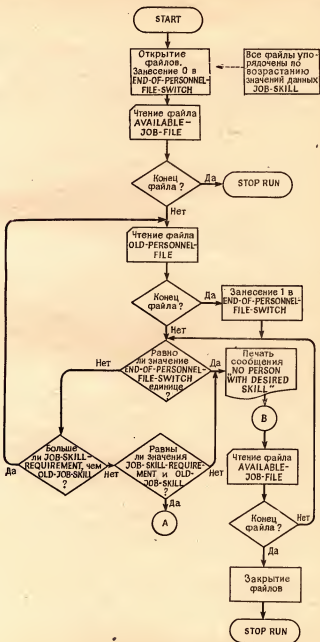 START
Открытие
файлов.
Занесение 0 в
END-OF-PERSONNEL-
FILE-SWITCH
Все файлы упо-
рядочены по
возрастанию
значений данных
JOB-SKILL
Чтение файла
AVAILABLE-
JOB-FILE
Конец
файла ?
Да
STOP RUN
Нет
Чтение файла
OLD-PERSONNEL-
FILE
Конец
файла ?
Да
Занесение 1 в
END-OF-PERSONNEL-
FILE-SWITCH
Нет
Равно
ли значение
END-OF-PERSONNEL-
FILE-SWITCH
единице
?
Нет
Да
Печать
сообщения
"NO PERSON
WITH DESIRED
SKILL"
B
Больше
ли JOB-SKILL-
REQUIREMENT, чем
OLD-JOB-SKILL
?
Да
Нет
Равны
ли значения
JOB-SKILL-REQUIRE-
MENT и OLD-
JOB-SKILL
?
Нет
Да
A
Чтение файла
AVAILABLE-
JOB-FILE
Конец
файла?
Нет
Да
Закрытие
файлов
STOP RUN